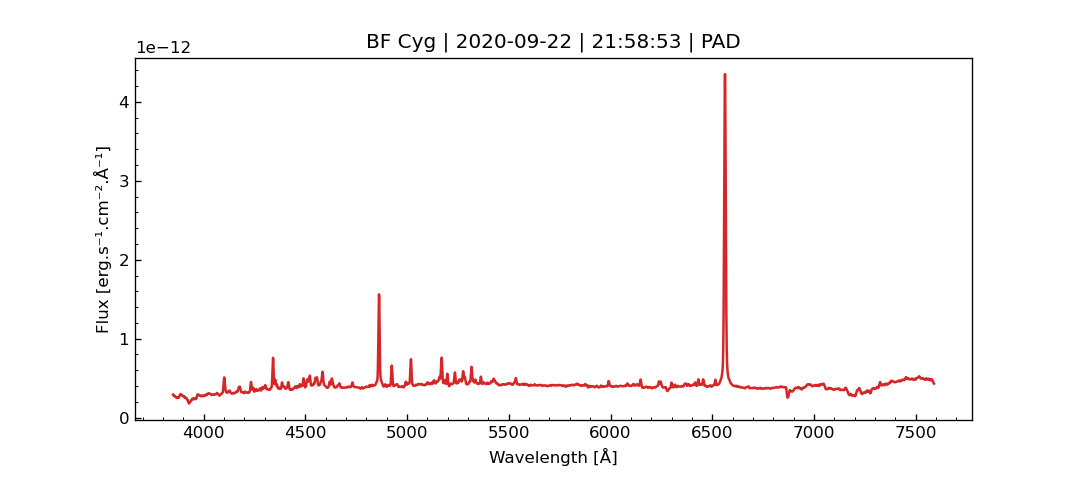 BF Cyg | 2020-09-22 | 21:58:53 | PAD
1e−12
4
3
2
1
0
Flux [erg.s⁻¹.cm⁻².Å⁻¹]
4000 4500 5000 5500 6000 6500 7000 7500
Wavelength [Å]